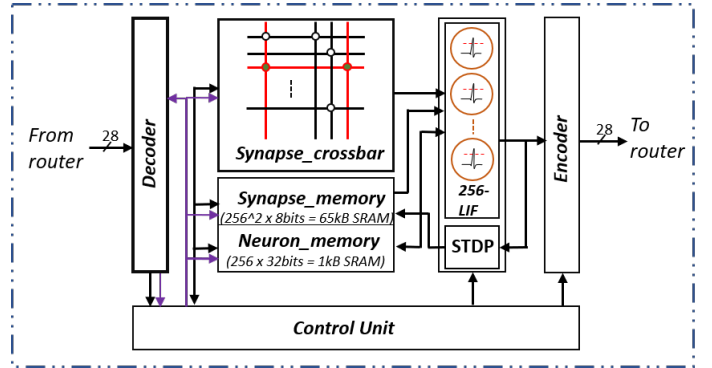 From
router
28
Decoder
Synapse_crossbar
Synapse_memory
(256^2 x 8bits = 65kB SRAM)
Neuron_memory
(256 x 32bits = 1kB SRAM)
256-
LIF
STDP
Encoder
28
To
router
Control Unit